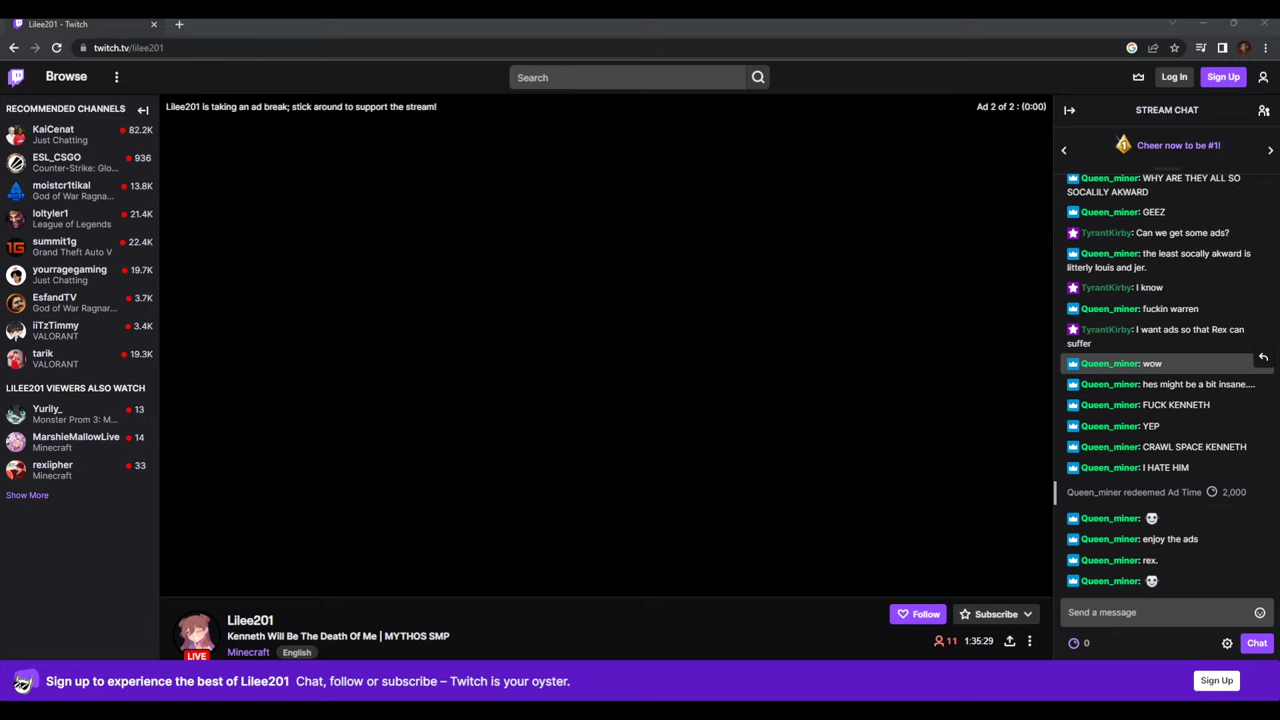 Lilee201 - Twitch
twitch.tv/lilee201
Browse
Search
Log In
Sign Up
RECOMMENDED CHANNELS
KaiCenat
82.2K
Just Chatting
ESL_CSGO
936
Counter-Strike: Glo...
moistcr1tikal
13.8K
God of War Ragna...
loltyler1
21.4K
League of Legends
summit1g
22.4K
Grand Theft Auto V
yourragegaming
19.7K
Just Chatting
EsfandTV
3.7K
God of War Ragnar...
iiTzTimmy
3.4K
VALORANT
tarik
19.3K
VALORANT
LILEE201 VIEWERS ALSO WATCH
Yurily_
13
Monster Prom 3: M...
MarshieMallowLive
14
Minecraft
rexiipher
33
Minecraft
Show More
Lilee201 is taking an ad break; stick around to support the stream!
Ad 2 of 2 : (0:00)
Lilee201
Kenneth Will Be The Death Of Me | MYTHOS SMP
Minecraft English
LIVE
Follow
Subscribe
11
1:35:29
STREAM CHAT
1
Cheer now to be #1!
Queen_miner: WHY ARE THEY ALL SO
SOCALILY AKWARD
Queen_miner: GEEZ
TyrantKirby: Can we get some ads?
Queen_miner: the least socally akward is
litterly louis and jer.
TyrantKirby: I know
Queen_miner: fuckin warren
TyrantKirby: I want ads so that Rex can
suffer
Queen_miner: wow
Queen_miner: hes might be a bit insane....
Queen_miner: FUCK KENNETH
Queen_miner: YEP
Queen_miner: CRAWL SPACE KENNETH
Queen_miner: I HATE HIM
Queen_miner redeemed Ad Time 2,000
Queen_miner:
Queen_miner: enjoy the ads
Queen_miner: rex.
Queen_miner:
Send a message
0
Chat
Sign up to experience the best of Lilee201 Chat, follow or subscribe – Twitch is your oyster.
Sign Up